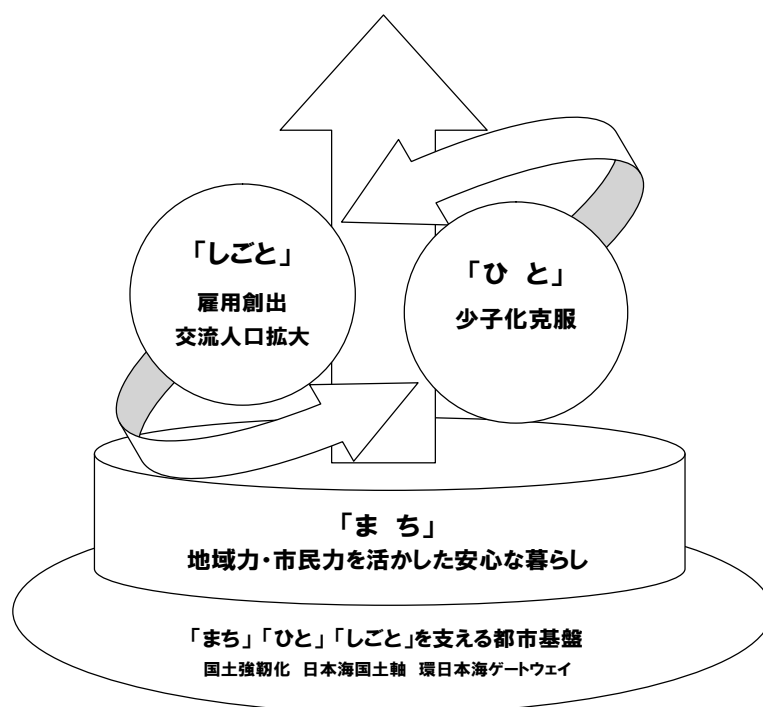 「しごと」
雇用創出
交流人口拡大
「ひ と」
少子化克服
「ま ち」
地域力・市民力を活かした安心な暮らし
「まち」「ひと」「しごと」を支える都市基盤
国土強靭化 日本海国土軸 環日本海ゲートウェイ